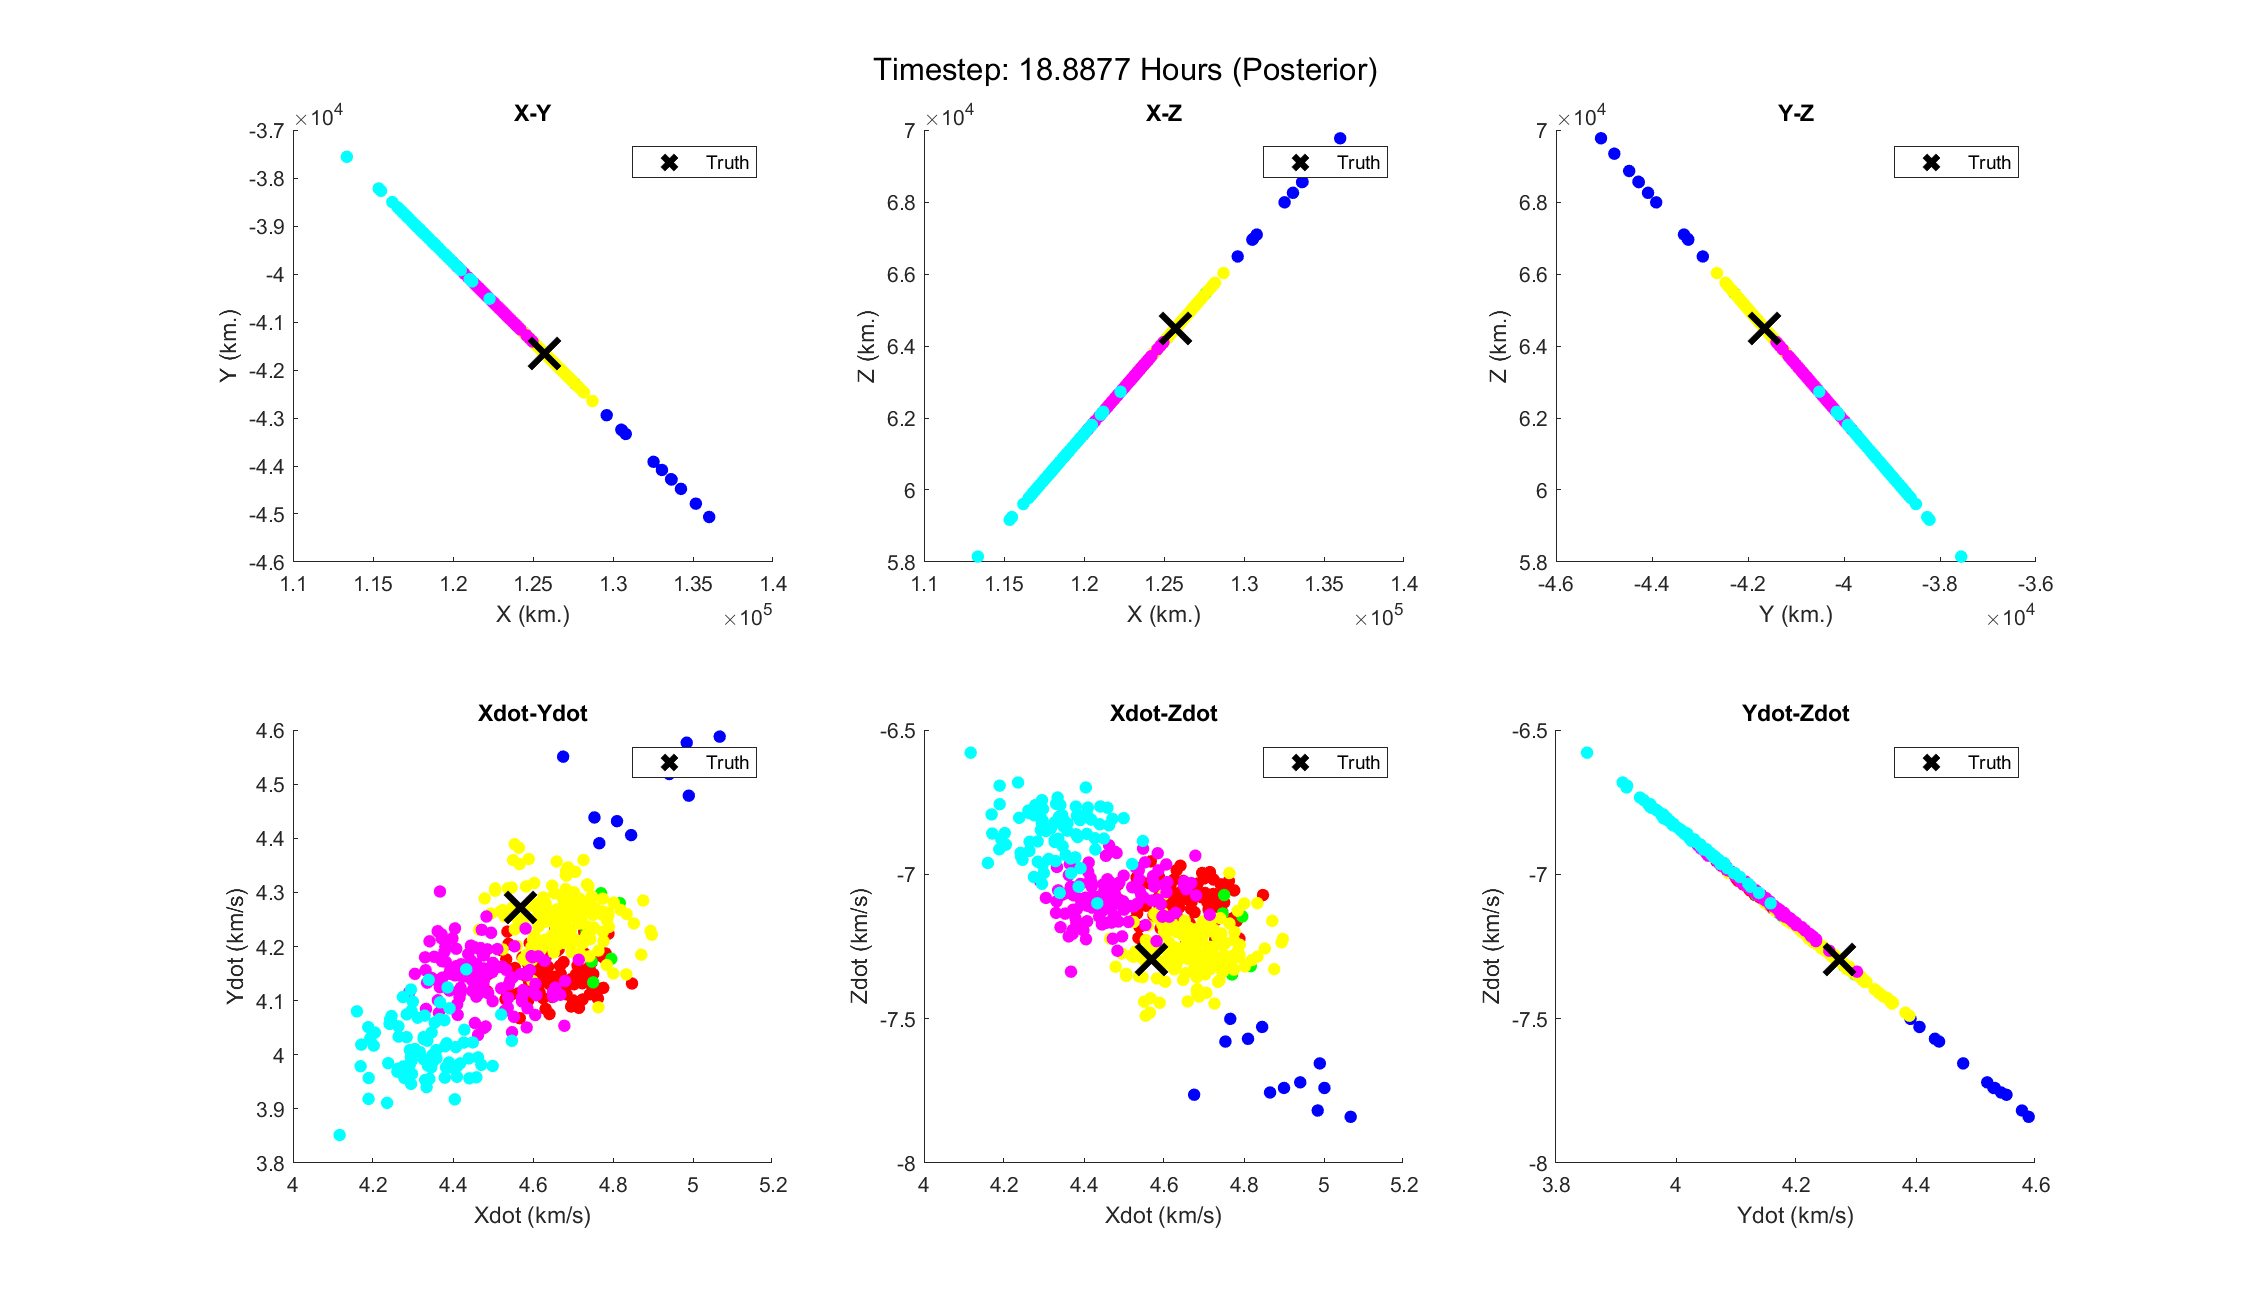 Timestep: 18.8877 Hours (Posterior)
X-Y
×10^4
-3.7
-3.8
-3.9
-4
-4.1
-4.2
-4.3
-4.4
-4.5
-4.6
Y (km.)
Truth
1.1 1.15 1.2 1.25 1.3 1.35 1.4
X (km.)
×10^5
X-Z
×10^4
7
6.8
6.6
6.4
6.2
6
5.8
Z (km.)
Truth
1.1 1.15 1.2 1.25 1.3 1.35 1.4
X (km.)
×10^5
Y-Z
×10^4
7
6.8
6.6
6.4
6.2
6
5.8
Z (km.)
Truth
-4.6 -4.4 -4.2 -4 -3.8 -3.6
Y (km.)
×10^4
Xdot-Ydot
4.6
4.5
4.4
4.3
4.2
4.1
4
3.9
3.8
Ydot (km/s)
Truth
4 4.2 4.4 4.6 4.8 5 5.2
Xdot (km/s)
Xdot-Zdot
-6.5
-7
-7.5
-8
Zdot (km/s)
Truth
4 4.2 4.4 4.6 4.8 5 5.2
Xdot (km/s)
Ydot-Zdot
-6.5
-7
-7.5
-8
Zdot (km/s)
Truth
3.8 4 4.2 4.4 4.6
Ydot (km/s)